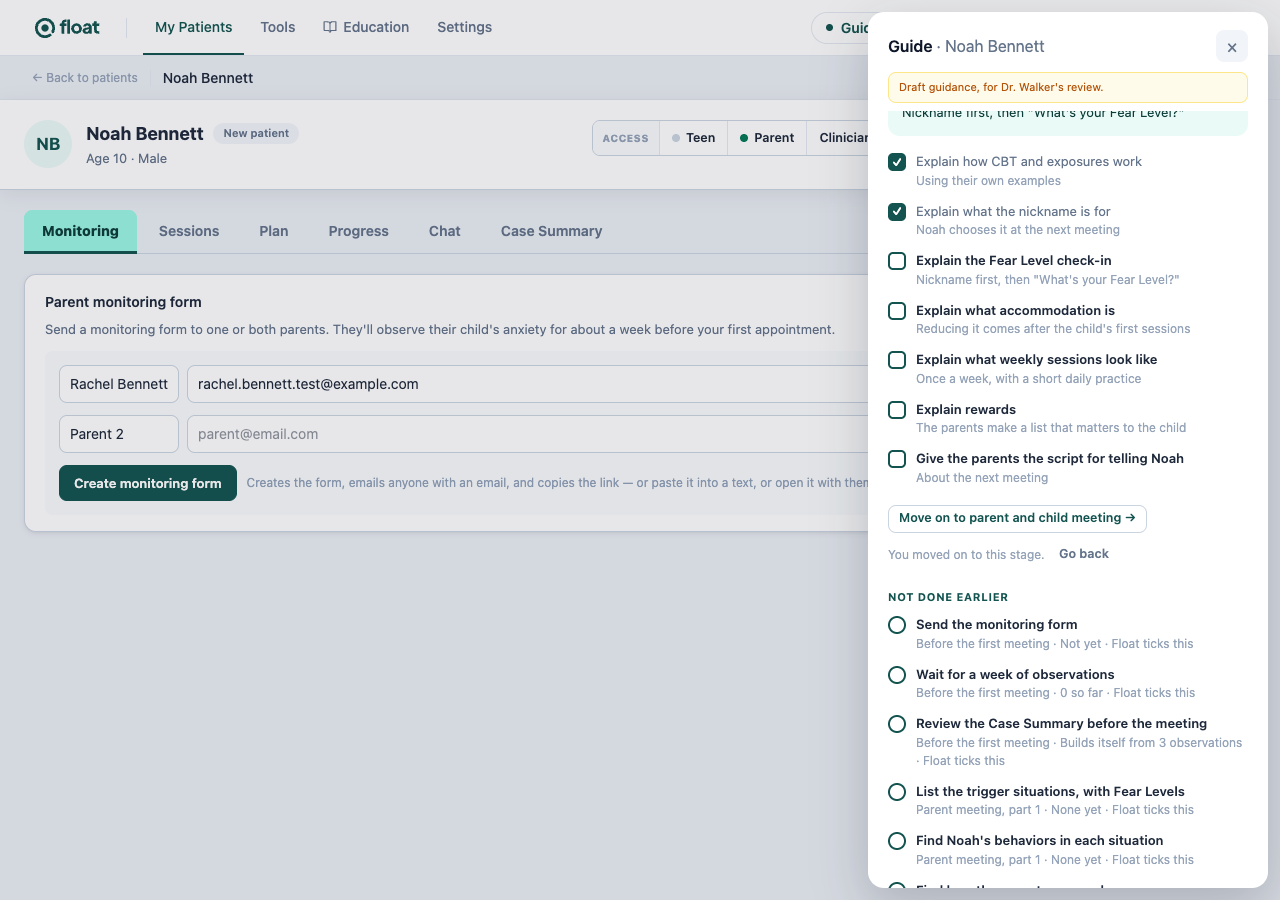 float
My Patients
Tools
Education
Settings
← Back to patients
Noah Bennett
NB
Noah Bennett
New patient
Age 10 · Male
ACCESS
Teen
Parent
Monitoring
Sessions
Plan
Progress
Chat
Case Summary
Parent monitoring form
Send a monitoring form to one or both parents. They'll observe their child's anxiety for about a week before your first appointment.
Rachel Bennett
rachel.bennett.test@example.com
Parent 2
parent@email.com
Create monitoring form
Creates the form, emails anyone with an email, and copies the link — or paste it into a text, or open it with
Guide · Noah Bennett
×
Draft guidance, for Dr. Walker's review.
Nickname first, then "What's your Fear Level?"
Explain how CBT and exposures work
Using their own examples
Explain what the nickname is for
Noah chooses it at the next meeting
Explain the Fear Level check-in
Nickname first, then "What's your Fear Level?"
Explain what accommodation is
Reducing it comes after the child's first sessions
Explain what weekly sessions look like
Once a week, with a short daily practice
Explain rewards
The parents make a list that matters to the child
Give the parents the script for telling Noah
About the next meeting
Move on to parent and child meeting →
You moved on to this stage. Go back
NOT DONE EARLIER
Send the monitoring form
Before the first meeting · Not yet · Float ticks this
Wait for a week of observations
Before the first meeting · 0 so far · Float ticks this
Review the Case Summary before the meeting
Before the first meeting · Builds itself from 3 observations
· Float ticks this
List the trigger situations, with Fear Levels
Parent meeting, part 1 · None yet · Float ticks this
Find Noah's behaviors in each situation
Parent meeting, part 1 · None yet · Float ticks this